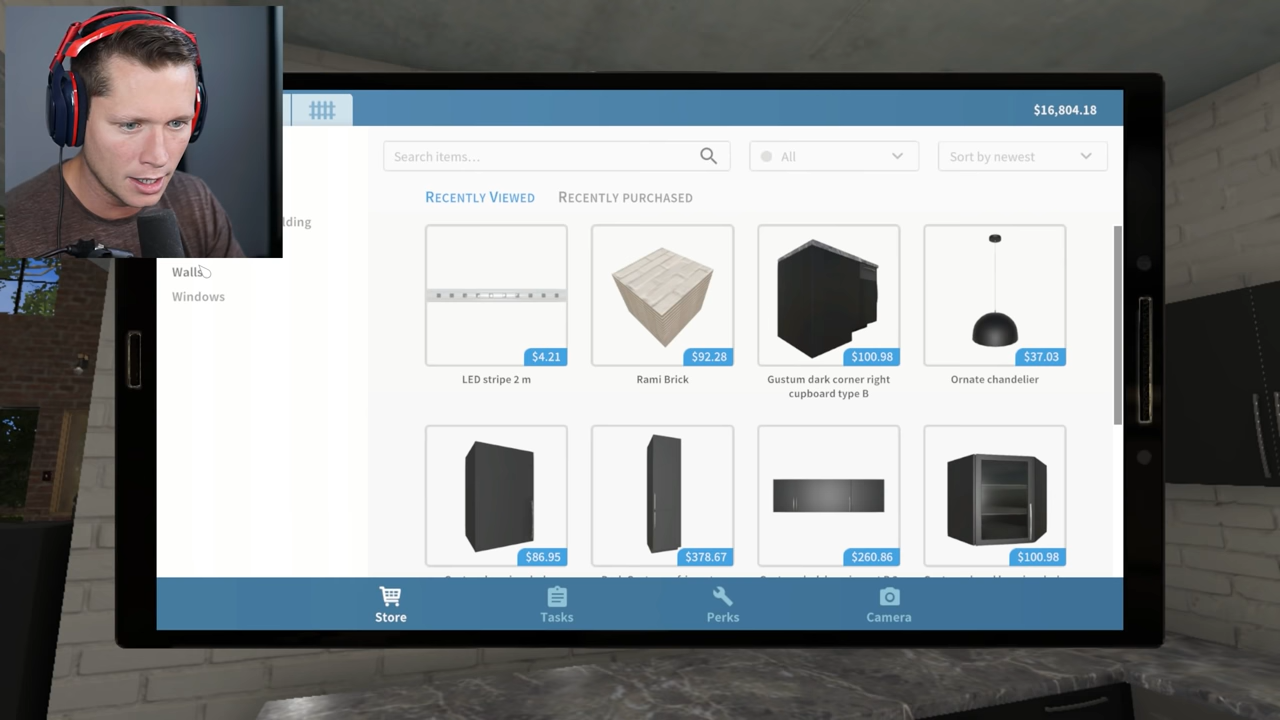 $16,804.18
Search items...
All
Sort by newest
RECENTLY VIEWED
RECENTLY PURCHASED
lding
Walls
Windows
$4.21
$92.28
$100.98
$37.03
LED stripe 2 m
Rami Brick
Gustum dark corner right
cupboard type B
Ornate chandelier
$86.95
$378.67
$260.86
$100.98
Store
Tasks
Perks
Camera